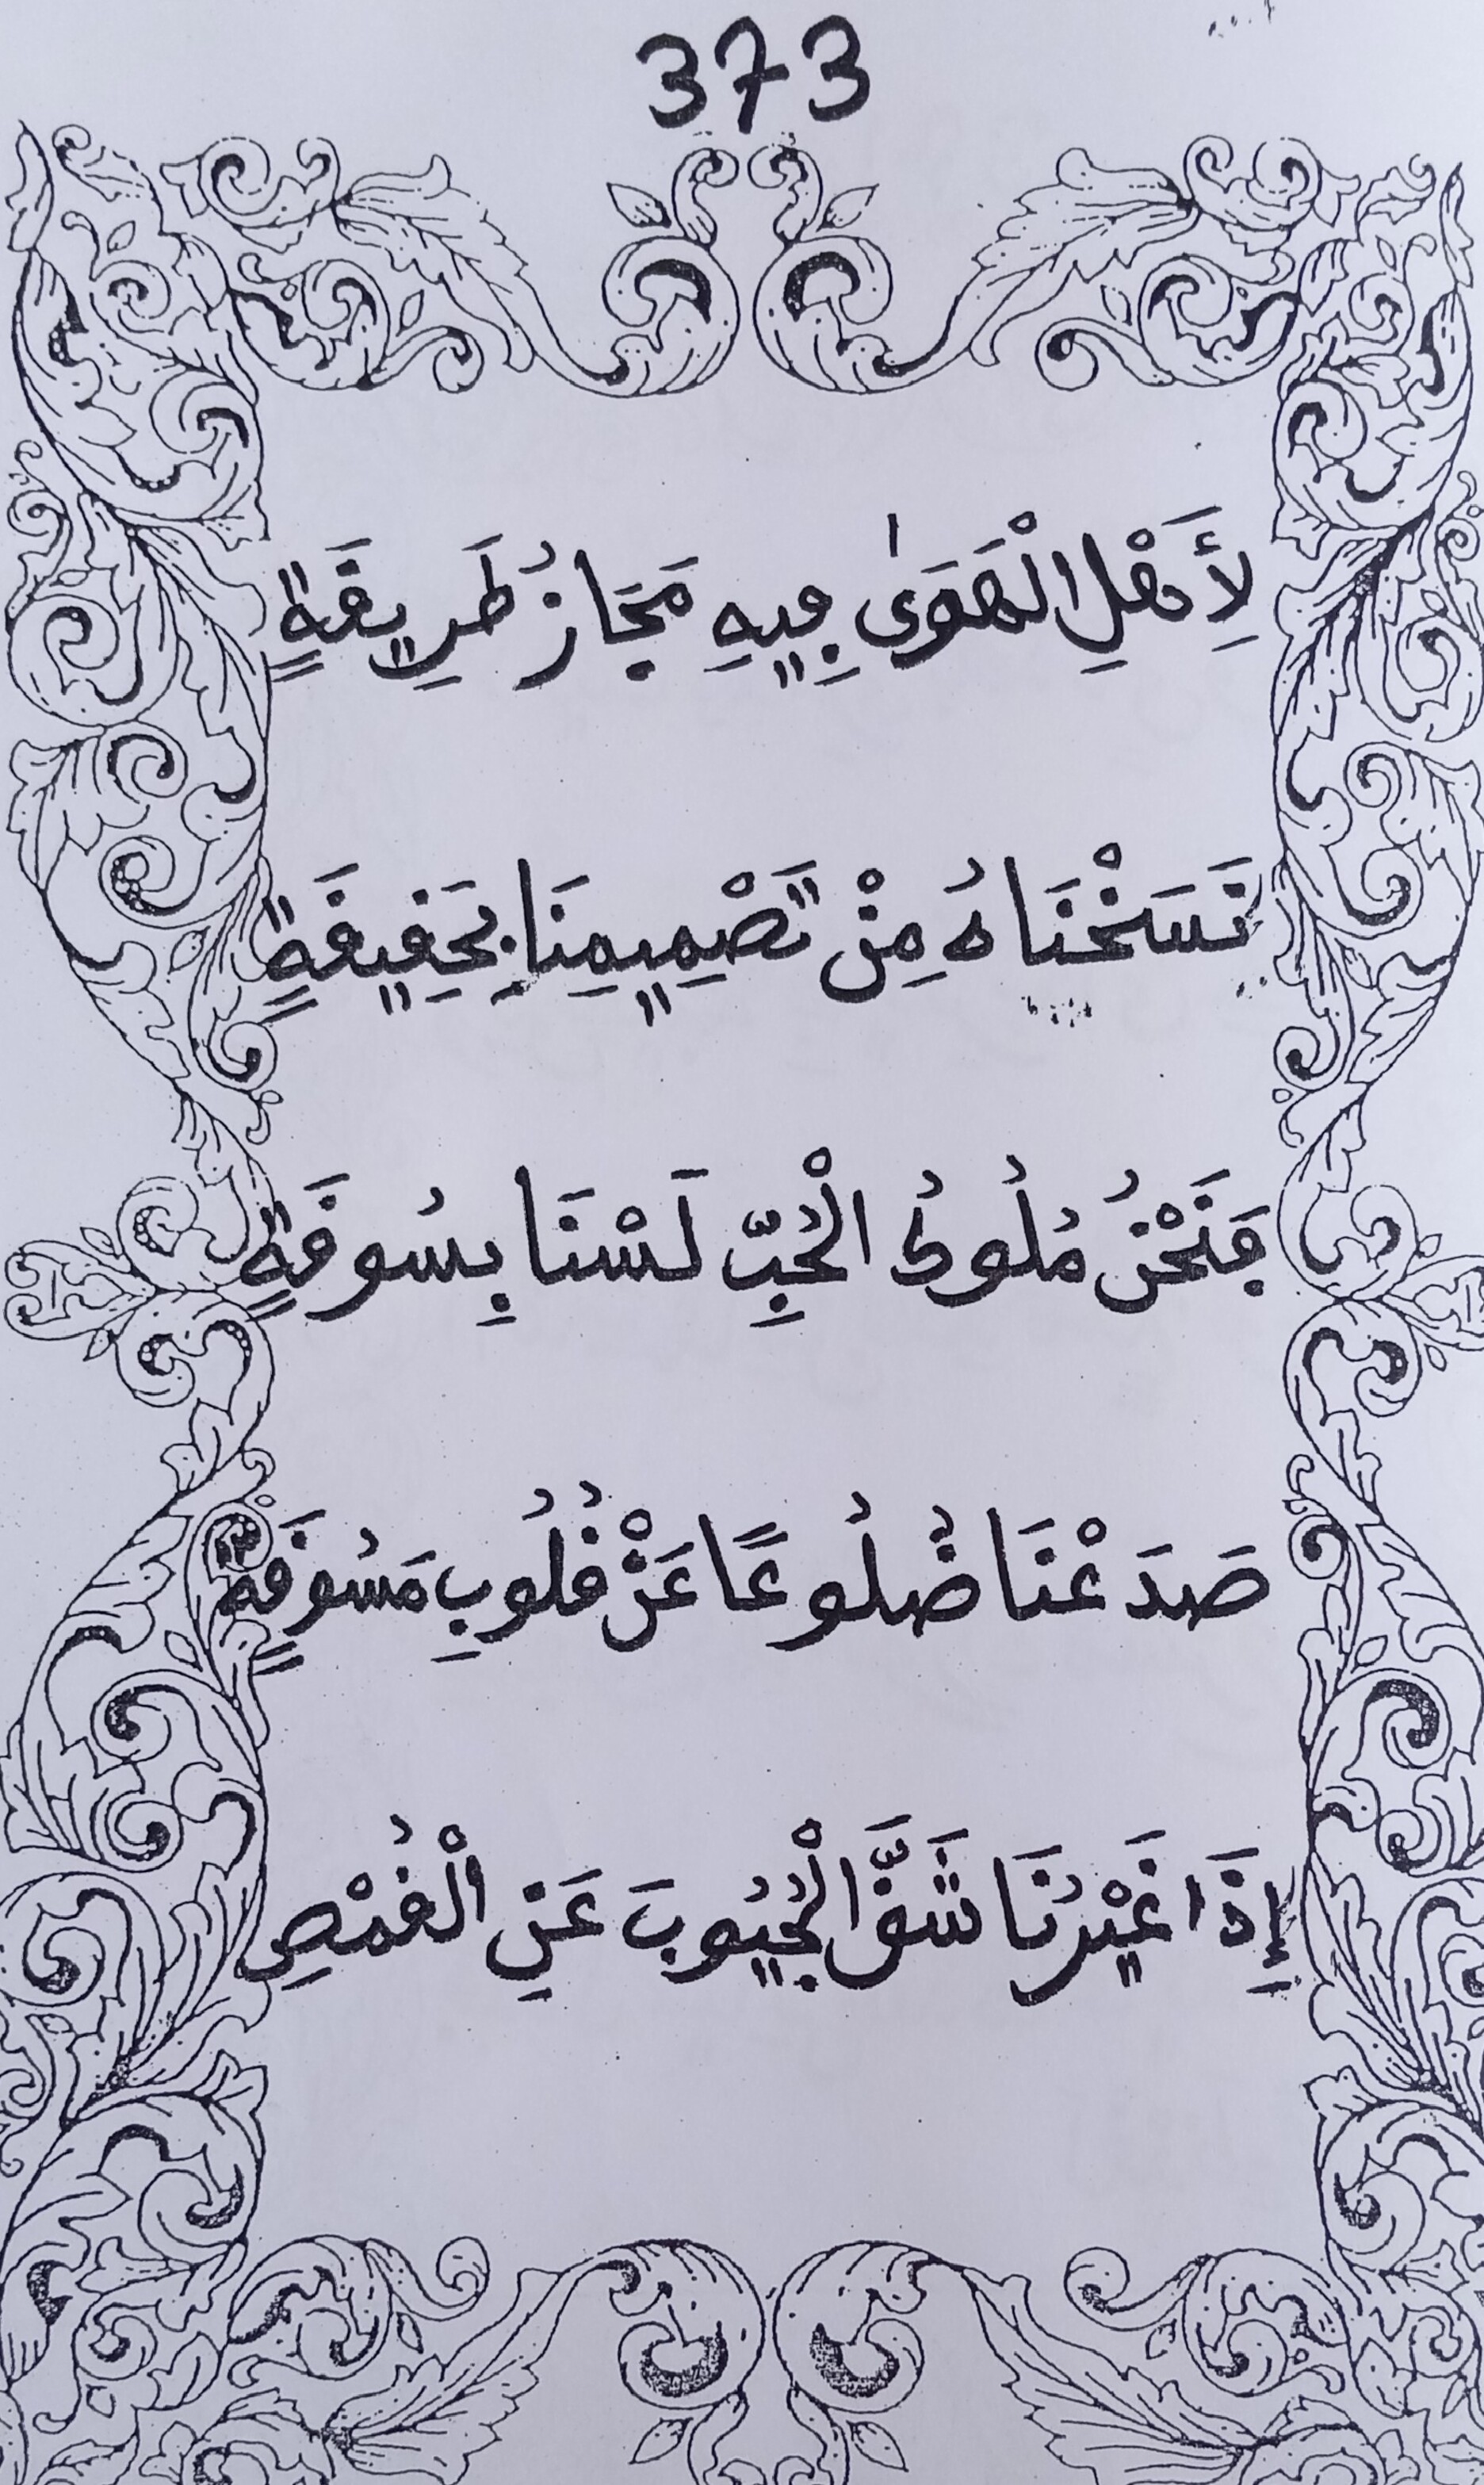 373
لِأَهْلِ الْهَوَىٰ فِيهِ مَجَازُ طَرِيقَةٍ
نَسَخْنَاهُ مِنْ تَصْمِيمِنَا بِحَقِيقَةٍ
فَنَحْنُ مُلُوكُ الْحُبِّ لَسْنَا بِسُوقَةٍ
صَدَعْنَا ضُلُوعًا عَنْ قُلُوبِ مَسُوقَةٍ
إِذَا غَيْرُنَا شَقَّ الْجُيُوبَ عَنِ الْقُمْصِ